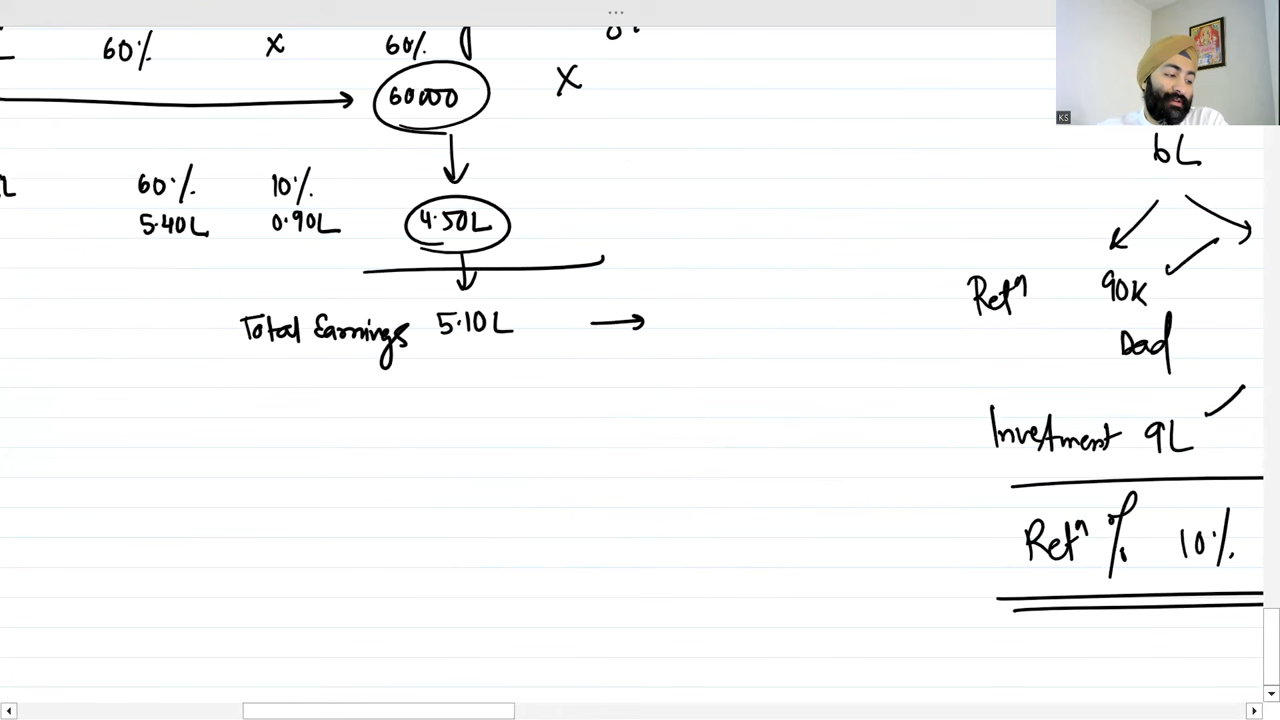 60% x 60%
60000 x
60% 10%
5.40L 0.90L 4.50L
Total Earnings 5.10L →
KS
6L
Retⁿ 90K
Dad
Investment 9L
Retⁿ % 10%